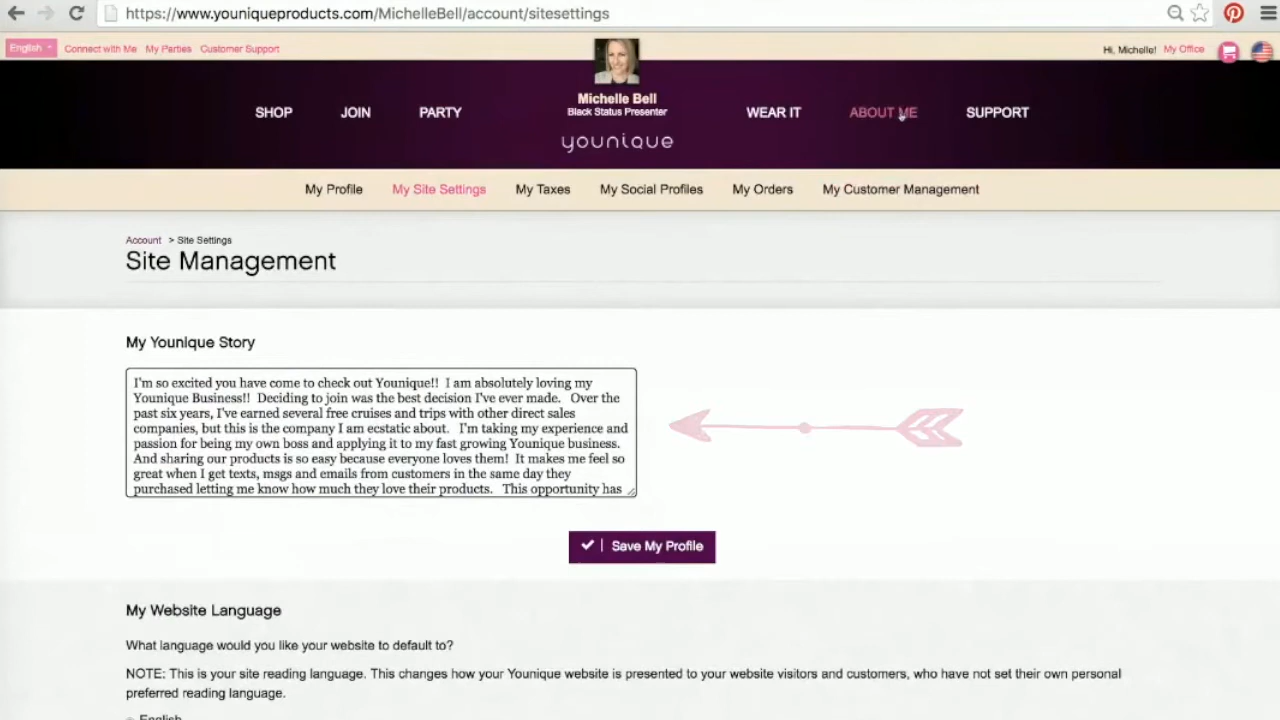 https://www.youniqueproducts.com/MichelleBell/account/sitesettings
English Connect with Me My Parties Customer Support
Hi, Michelle! My Office
Michelle Bell
Black Status Presenter
younique
SHOP JOIN PARTY WEAR IT ABOUT ME SUPPORT
My Profile My Site Settings My Taxes My Social Profiles My Orders My Customer Management
Account > Site Settings
Site Management
My Younique Story
I'm so excited you have come to check out Younique!! I am absolutely loving my
Younique Business!! Deciding to join was the best decision I've ever made. Over the
past six years, I've earned several free cruises and trips with other direct sales
companies, but this is the company I am ecstatic about. I'm taking my experience and
passion for being my own boss and applying it to my fast growing Younique business.
And sharing our products is so easy because everyone loves them! It makes me feel so
great when I get texts, msgs and emails from customers in the same day they
purchased letting me know how much they love their products. This opportunity has
Save My Profile
My Website Language
What language would you like your website to default to?
NOTE: This is your site reading language. This changes how your Younique website is presented to your website visitors and customers, who have not set their own personal
preferred reading language.
English